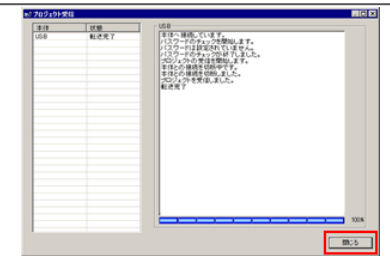 プロジェクト受信
本体
状態
USB
転送完了
USB
本体へ接続しています。
パスワードのチェックを開始します。
パスワードは設定されていません。
パスワードのチェックが終了しました。
プロジェクトの受信を開始します。
本体との接続を切断中です。
本体との接続を切断しました。
プロジェクトを受信しました。
転送完了
100%
閉じる